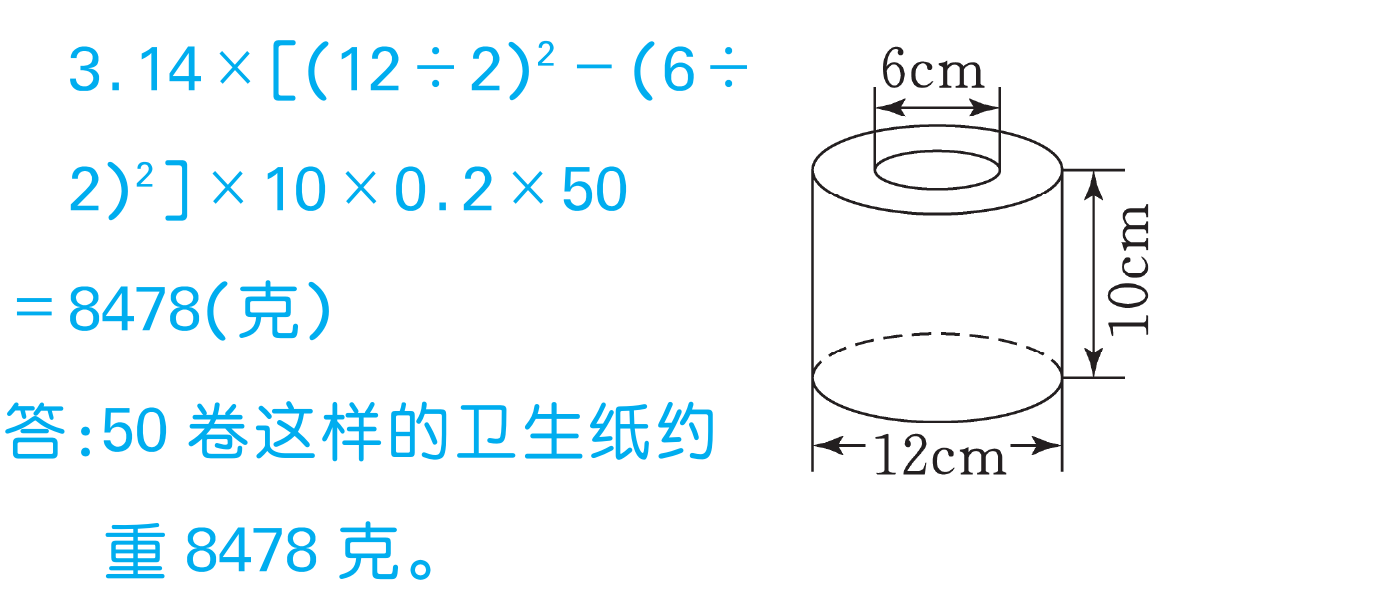 3.14×[(12÷2)²-(6÷
2)²]×10×0.2×50
=8478(克)
答:50 卷这样的卫生纸约
重 8478 克。
6cm
10cm
12cm